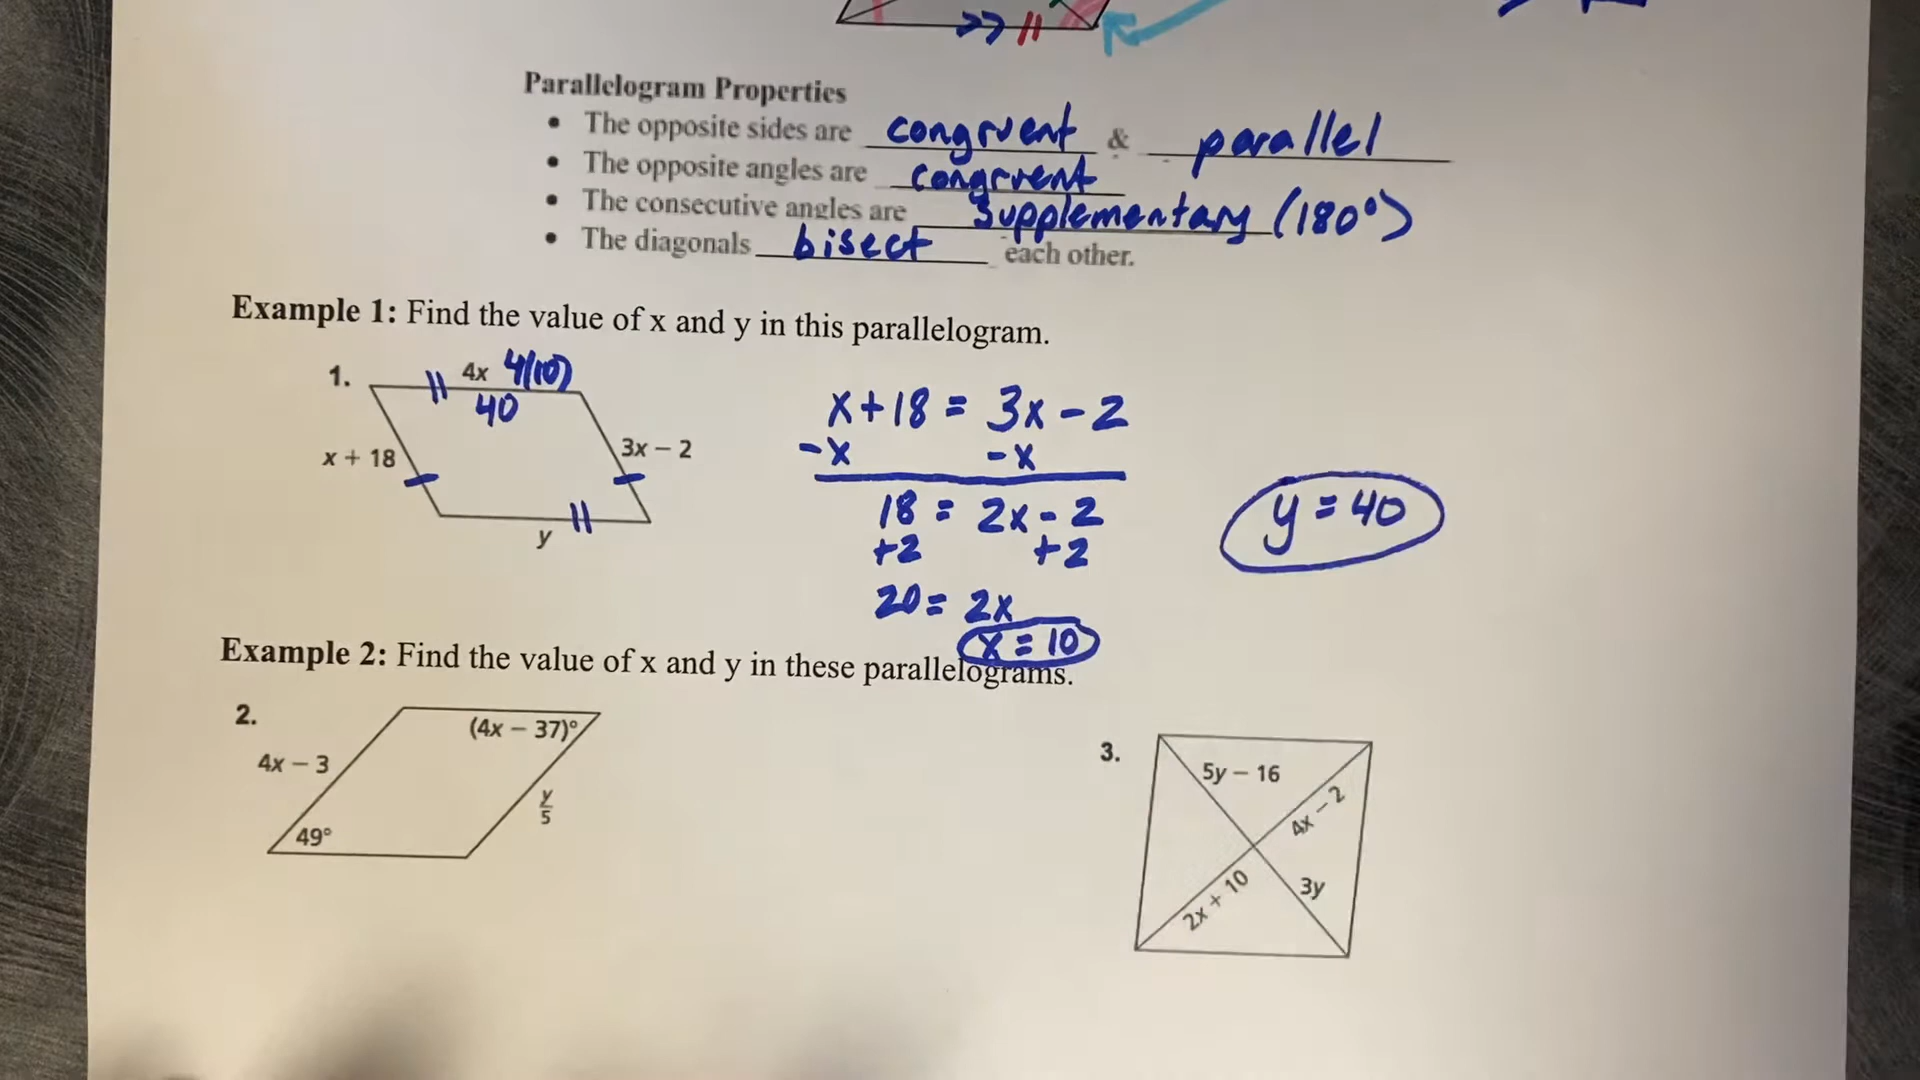 Parallelogram Properties
• The opposite sides are congruent & parallel
• The opposite angles are congruent
• The consecutive angles are supplementary (180°)
• The diagonals bisect each other.
Example 1: Find the value of x and y in this parallelogram.
1.
4x 4(10)
40
x + 18
3x – 2
y
x+18 = 3x-2
-x -x
18 = 2x-2
+2 +2
20 = 2x
x = 10
y = 40
Example 2: Find the value of x and y in these parallelograms.
2.
(4x – 37)°
4x – 3
y/5
49°
3.
5y – 16
4x – 2
2x + 10
3y